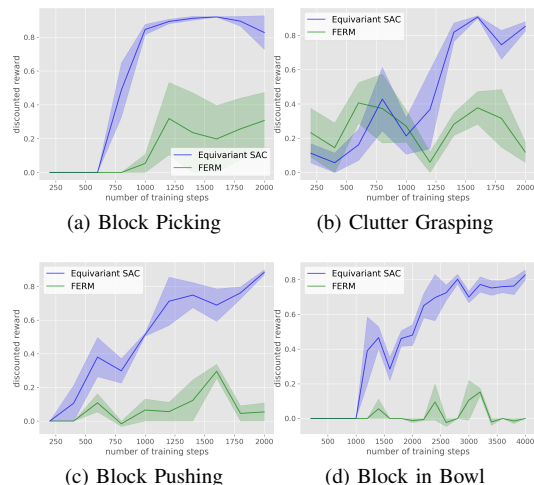 discounted reward
0.8
0.6
0.4
0.2
0.0
Equivariant SAC
FERM
250 500 750 1000 1250 1500 1750 2000
number of training steps
(a) Block Picking
discounted reward
0.8
0.6
0.4
0.2
0.0
Equivariant SAC
FERM
250 500 750 1000 1250 1500 1750 2000
number of training steps
(b) Clutter Grasping
discounted reward
0.8
0.6
0.4
0.2
0.0
Equivariant SAC
FERM
250 500 750 1000 1250 1500 1750 2000
number of training steps
(c) Block Pushing
discounted reward
0.8
0.6
0.4
0.2
0.0
Equivariant SAC
FERM
500 1000 1500 2000 2500 3000 3500 4000
number of training steps
(d) Block in Bowl